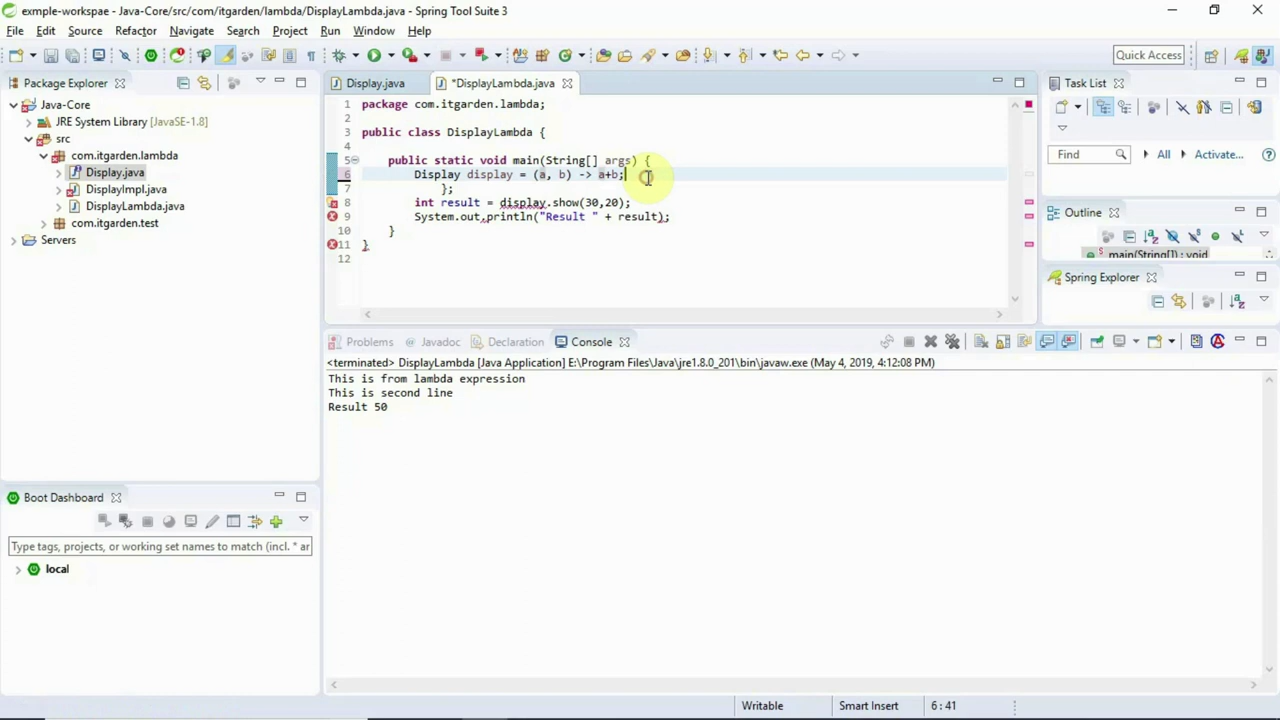 exmple-workspae - Java-Core/src/com/itgarden/lambda/DisplayLambda.java - Spring Tool Suite 3
File Edit Source Refactor Navigate Search Project Run Window Help
Quick Access
Package Explorer
Java-Core
JRE System Library [JavaSE-1.8]
src
com.itgarden.lambda
Display.java
DisplayImpl.java
DisplayLambda.java
com.itgarden.test
Servers
Display.java *DisplayLambda.java
1 package com.itgarden.lambda;
2
3 public class DisplayLambda {
4
5 public static void main(String[] args) {
6 Display display = (a, b) -> a+b;
7 };
8 int result = display.show(30,20);
9 System.out.println("Result " + result);
10 }
11 }
12
Task List
Find All Activate...
Outline
main(String[]) : void
Spring Explorer
Problems Javadoc Declaration Console
<terminated> DisplayLambda [Java Application] E:\Program Files\Java\jre1.8.0_201\bin\javaw.exe (May 4, 2019, 4:12:08 PM)
This is from lambda expression
This is second line
Result 50
Boot Dashboard
Type tags, projects, or working set names to match (incl. * ar
local
Writable Smart Insert 6 : 41